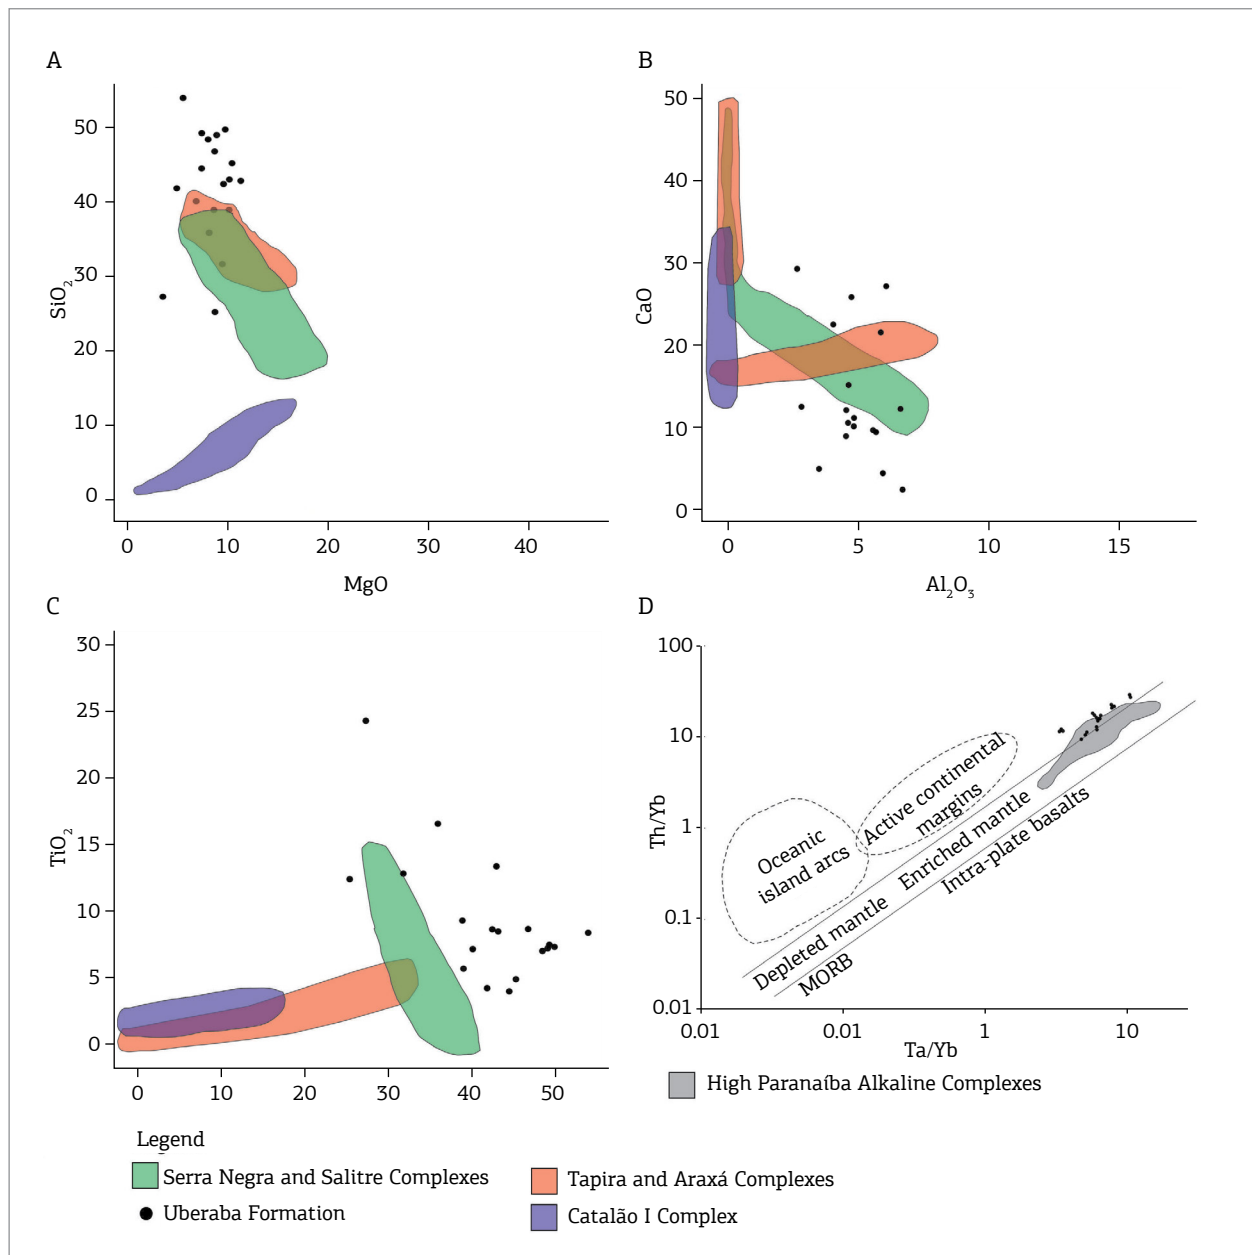 A
50
40
30
20
10
0
SiO2
0 10 20 30 40
MgO
B
50
40
30
20
10
0
CaO
0 5 10 15
Al2O3
C
30
25
20
15
10
5
0
TiO2
0 10 20 30 40 50
D
100
10
1
0.1
0.01
Th/Yb
Oceanic
island arcs
Active continental
margins
Depleted mantle
Enriched mantle
MORB
Intra-plate basalts
0.01 0.01 1 10
Ta/Yb
High Paranaíba Alkaline Complexes
Legend
Serra Negra and Salitre Complexes
Tapira and Araxá Complexes
Uberaba Formation
Catalão I Complex